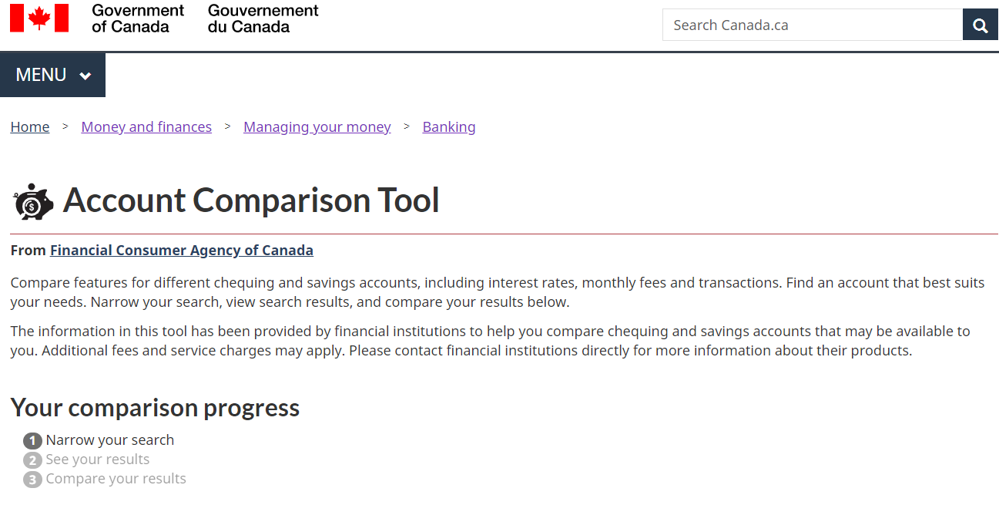 Government of Canada
Gouvernement du Canada
Search Canada.ca
MENU
Home > Money and finances > Managing your money > Banking
Account Comparison Tool
From Financial Consumer Agency of Canada
Compare features for different chequing and savings accounts, including interest rates, monthly fees and transactions. Find an account that best suits
your needs. Narrow your search, view search results, and compare your results below.
The information in this tool has been provided by financial institutions to help you compare chequing and savings accounts that may be available to
you. Additional fees and service charges may apply. Please contact financial institutions directly for more information about their products.
Your comparison progress
1 Narrow your search
2 See your results
3 Compare your results